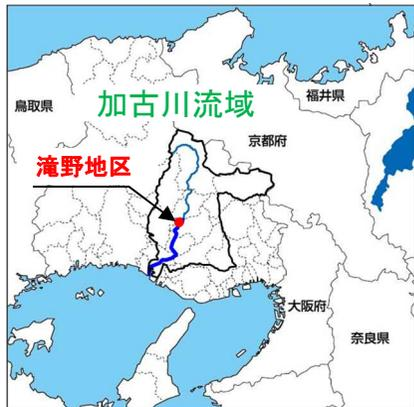 鳥取県
加古川流域
福井県
京都府
滝野地区
大阪府
奈良県